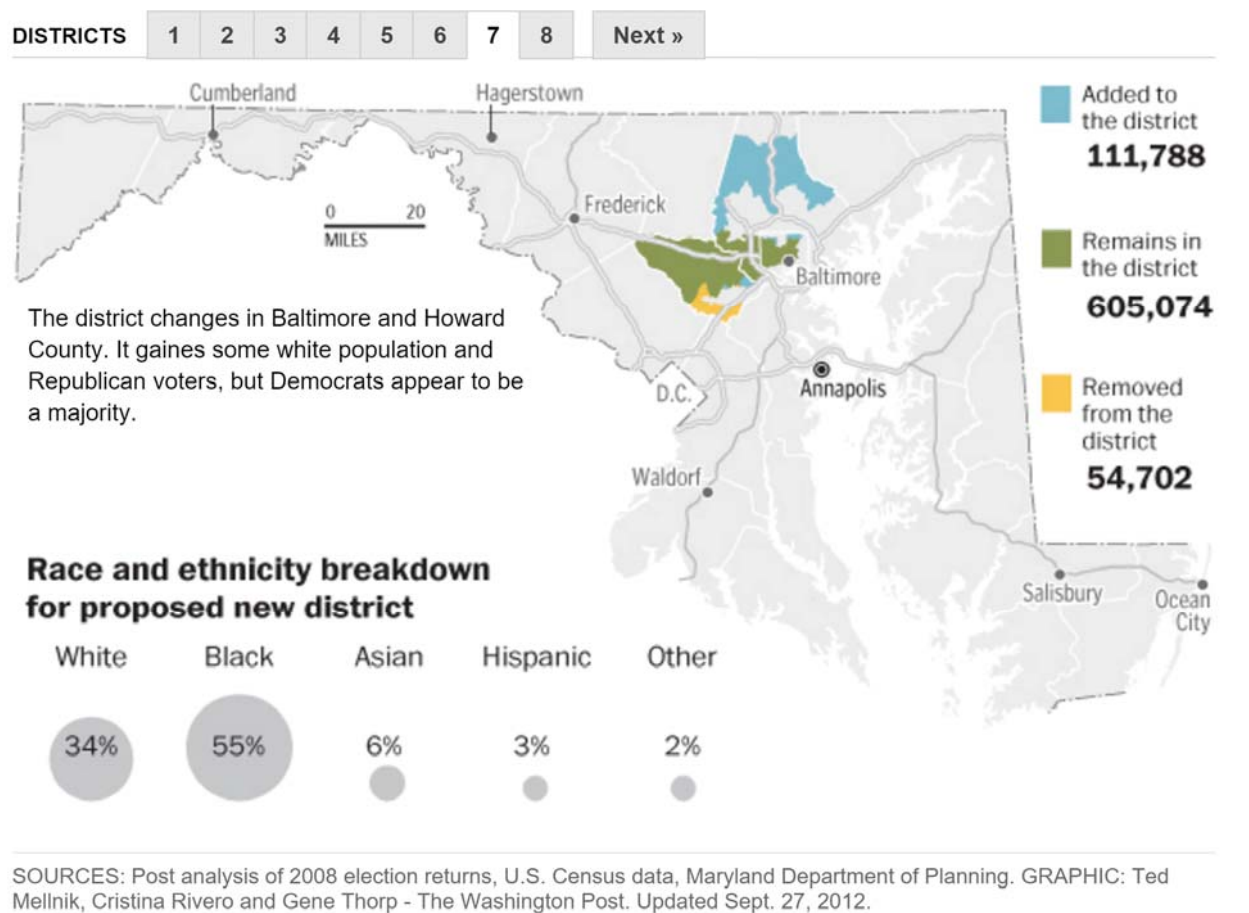 DISTRICTS 1 2 3 4 5 6 7 8 Next »
Cumberland
Hagerstown
Frederick
0 20
MILES
Baltimore
D.C.
Annapolis
Waldorf
Salisbury
Ocean
City
Added to
the district
111,788
Remains in
the district
605,074
Removed
from the
district
54,702
The district changes in Baltimore and Howard
County. It gaines some white population and
Republican voters, but Democrats appear to be
a majority.
Race and ethnicity breakdown
for proposed new district
White Black Asian Hispanic Other
34% 55% 6% 3% 2%
SOURCES: Post analysis of 2008 election returns, U.S. Census data, Maryland Department of Planning. GRAPHIC: Ted
Mellnik, Cristina Rivero and Gene Thorp - The Washington Post. Updated Sept. 27, 2012.